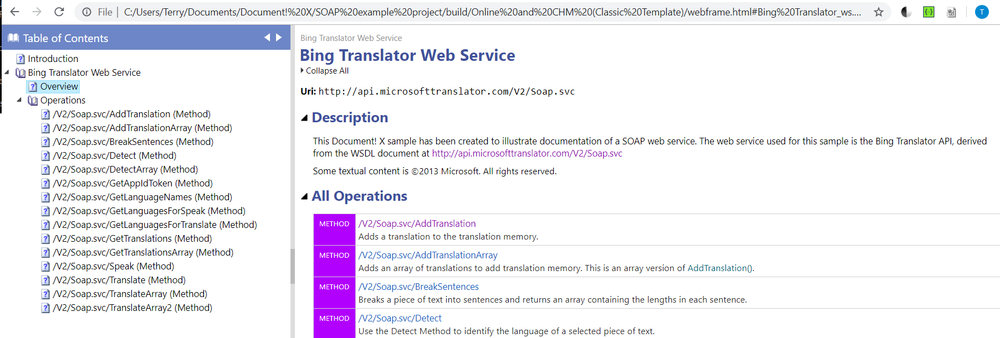 File | C:/Users/Terry/Documents/Document!%20X/SOAP%20example%20project/build/Online%20and%20CHM%20(Classic%20Template)/webframe.html#Bing%20Translator_ws....
T
Table of Contents
Introduction
Bing Translator Web Service
Overview
Operations
/V2/Soap.svc/AddTranslation (Method)
/V2/Soap.svc/AddTranslationArray (Method)
/V2/Soap.svc/BreakSentences (Method)
/V2/Soap.svc/Detect (Method)
/V2/Soap.svc/DetectArray (Method)
/V2/Soap.svc/GetAppIdToken (Method)
/V2/Soap.svc/GetLanguageNames (Method)
/V2/Soap.svc/GetLanguagesForSpeak (Method)
/V2/Soap.svc/GetLanguagesForTranslate (Method)
/V2/Soap.svc/GetTranslations (Method)
/V2/Soap.svc/GetTranslationsArray (Method)
/V2/Soap.svc/Speak (Method)
/V2/Soap.svc/Translate (Method)
/V2/Soap.svc/TranslateArray (Method)
/V2/Soap.svc/TranslateArray2 (Method)
Bing Translator Web Service
Bing Translator Web Service
Collapse All
Uri: http://api.microsofttranslator.com/V2/Soap.svc
Description
This Document! X sample has been created to illustrate documentation of a SOAP web service. The web service used for this sample is the Bing Translator API, derived
from the WSDL document at http://api.microsofttranslator.com/V2/Soap.svc
Some textual content is ©2013 Microsoft. All rights reserved.
All Operations
METHOD /V2/Soap.svc/AddTranslation
Adds a translation to the translation memory.
METHOD /V2/Soap.svc/AddTranslationArray
Adds an array of translations to add translation memory. This is an array version of AddTranslation().
METHOD /V2/Soap.svc/BreakSentences
Breaks a piece of text into sentences and returns an array containing the lengths in each sentence.
METHOD /V2/Soap.svc/Detect
Use the Detect Method to identify the language of a selected piece of text.